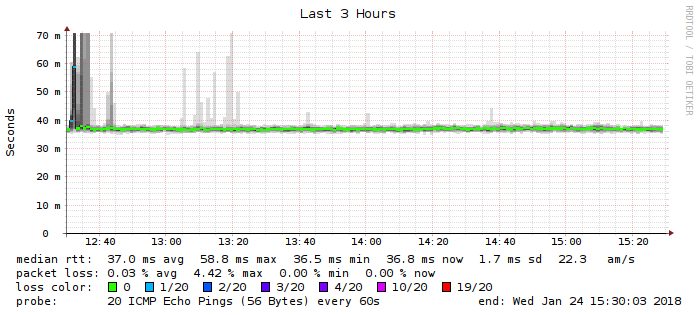 Last 3 Hours
RRDTOOL / TOBI OETIKER
Seconds
70 m
60 m
50 m
40 m
30 m
20 m
10 m
0
12:40 13:00 13:20 13:40 14:00 14:20 14:40 15:00 15:20
median rtt: 37.0 ms avg 58.8 ms max 36.5 ms min 36.8 ms now 1.7 ms sd 22.3 am/s
packet loss: 0.03 % avg 4.42 % max 0.00 % min 0.00 % now
loss color: 0 1/20 2/20 3/20 4/20 10/20 19/20
probe: 20 ICMP Echo Pings (56 Bytes) every 60s end: Wed Jan 24 15:30:03 2018